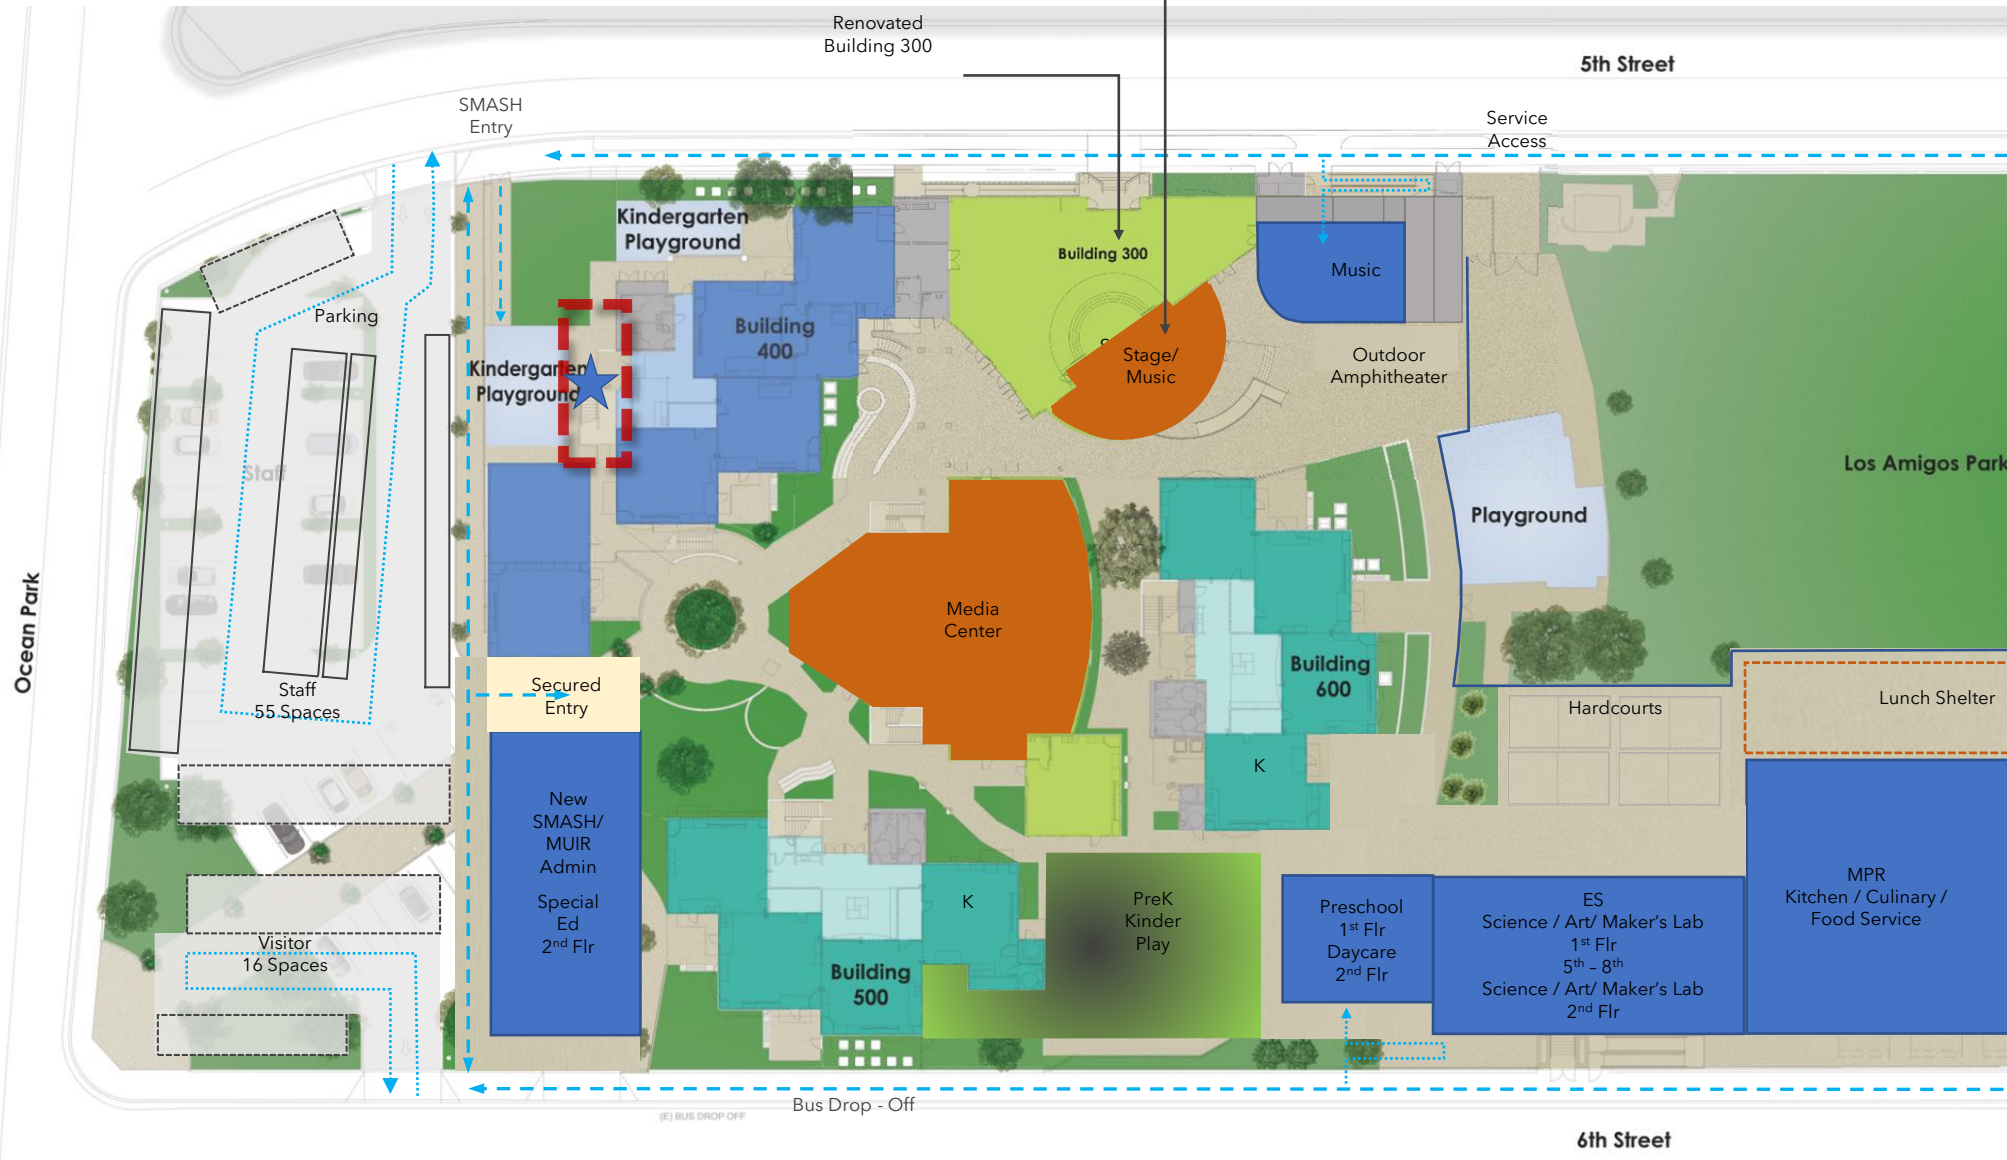 Renovated
Building 300
5th Street
SMASH
Entry
Service
Access
Kindergarten
Playground
Building 300
Music
Parking
Building
400
Stage/
Music
Outdoor
Amphitheater
Kindergarten
Playground
Staff
Los Amigos Park
Playground
Ocean Park
Media
Center
Building
600
Secured
Entry
Staff
55 Spaces
Hardcourts
Lunch Shelter
K
New
SMASH/
MUIR
Admin
Special
Ed
2nd Flr
K
PreK
Kinder
Play
Preschool
1st Flr
Daycare
2nd Flr
ES
Science / Art/ Maker's Lab
1st Flr
5th – 8th
Science / Art/ Maker's Lab
2nd Flr
MPR
Kitchen / Culinary /
Food Service
Visitor
16 Spaces
Building
500
Bus Drop - Off
(E) BUS DROP OFF
6th Street